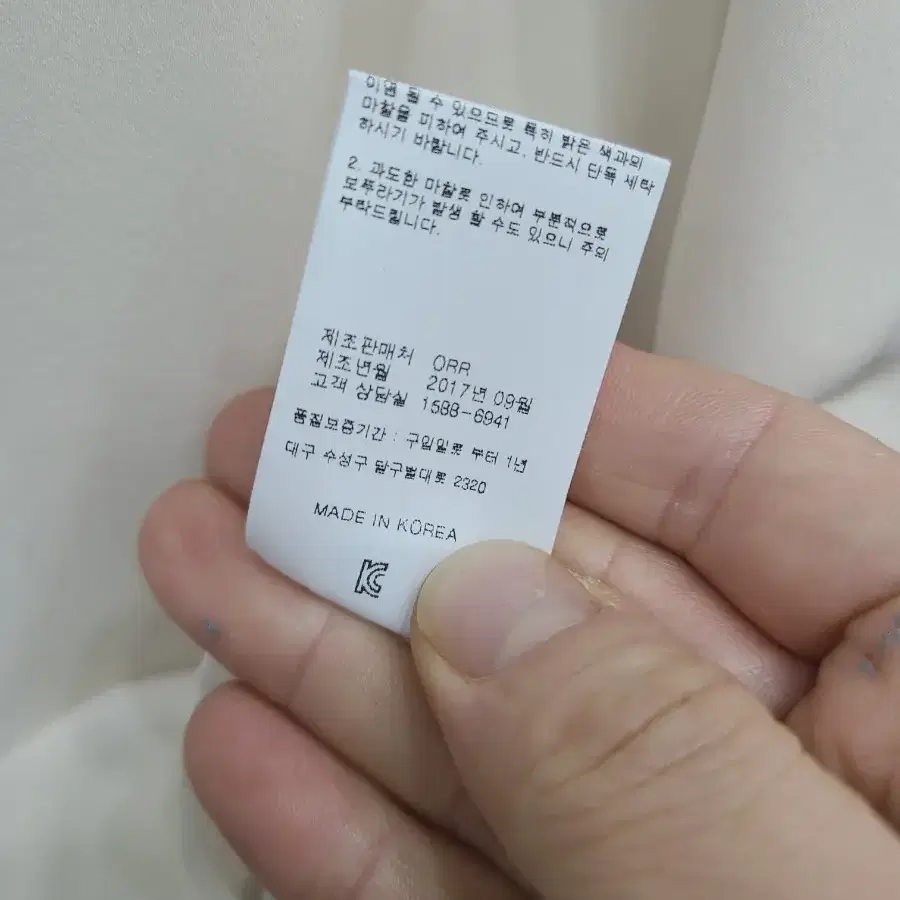 이염 될 수 있으므로 특히 밝은 색과의
마찰을 피하여 주시고, 반드시 단독 세탁
하시기 바랍니다.
2. 과도한 마찰로 인하여 부분적으로
보푸라기가 발생 할 수도 있으니 주의
부탁드립니다.
제조판매처 ORR
제조년월 2017년 09월
고객 상담실 1588-6941
품질보증기간 : 구입일로 부터 1년
대구 수성구 달구벌대로 2320
MADE IN KOREA
KC